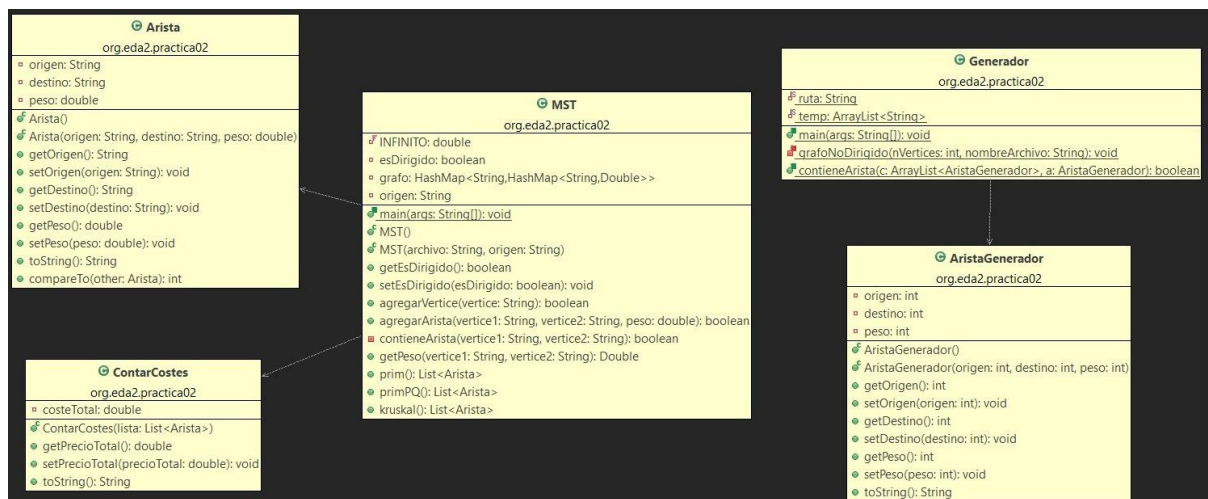 Arista
org.eda2.practica02
origen: String
destino: String
peso: double
Arista()
Arista(origen: String, destino: String, peso: double)
getOrigen(): String
setOrigen(origen: String): void
getDestino(): String
setDestino(destino: String): void
getPeso(): double
setPeso(peso: double): void
toString(): String
compareTo(other: Arista): int
ContarCostes
org.eda2.practica02
costeTotal: double
ContarCostes(lista: List<Arista>)
getPrecioTotal(): double
setPrecioTotal(precioTotal: double): void
toString(): String
MST
org.eda2.practica02
INFINITO: double
esDirigido: boolean
grafo: HashMap<String,HashMap<String,Double>>
origen: String
main(args: String[]): void
MST()
MST(archivo: String, origen: String)
getEsDirigido(): boolean
setEsDirigido(esDirigido: boolean): void
agregarVertice(vertice: String): boolean
agregarArista(vertice1: String, vertice2: String, peso: double): boolean
contieneArista(vertice1: String, vertice2: String): boolean
getPeso(vertice1: String, vertice2: String): Double
prim(): List<Arista>
primPQ(): List<Arista>
kruskal(): List<Arista>
Generador
org.eda2.practica02
ruta: String
temp: ArrayList<String>
main(args: String[]): void
grafoNoDirigido(nVertices: int, nombreArchivo: String): void
contieneArista(c: ArrayList<AristaGenerador>, a: AristaGenerador): boolean
AristaGenerador
org.eda2.practica02
origen: int
destino: int
peso: int
AristaGenerador()
AristaGenerador(origen: int, destino: int, peso: int)
getOrigen(): int
setOrigen(origen: int): void
getDestino(): int
setDestino(destino: int): void
getPeso(): int
setPeso(peso: int): void
toString(): String